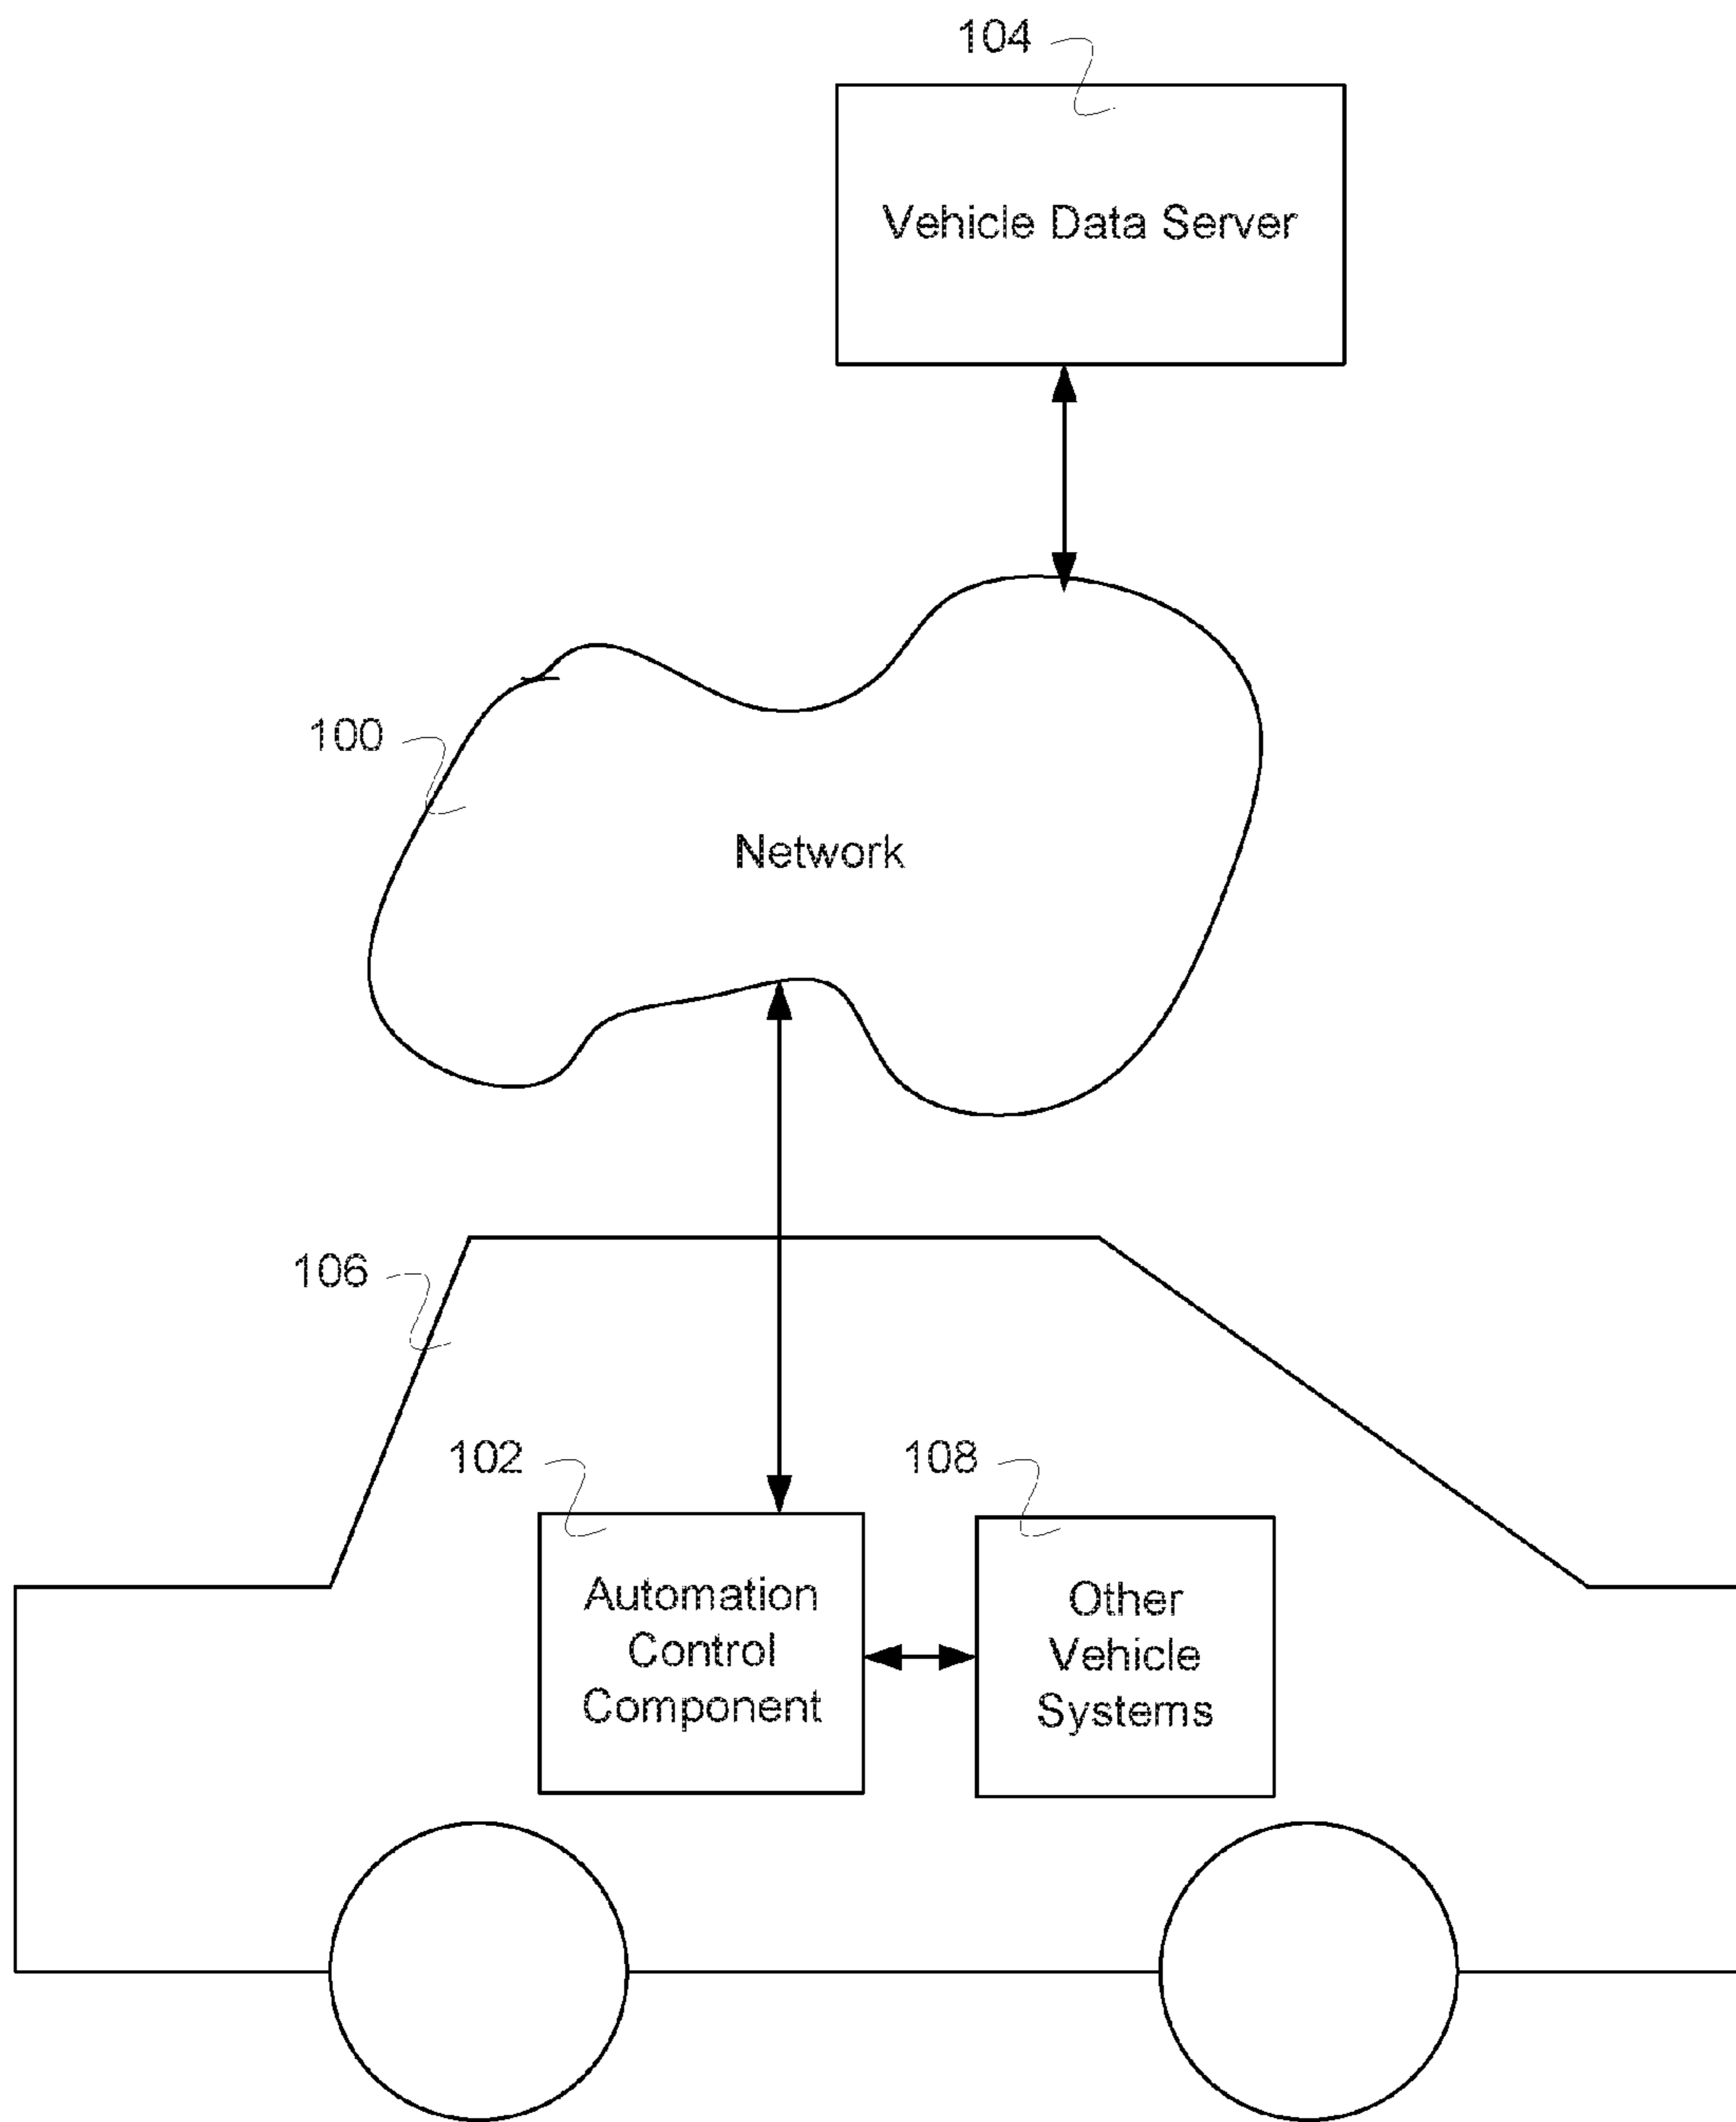 104
Vehicle Data Server
100
Network
106
102
108
Automation
Control
Component
Other
Vehicle
Systems